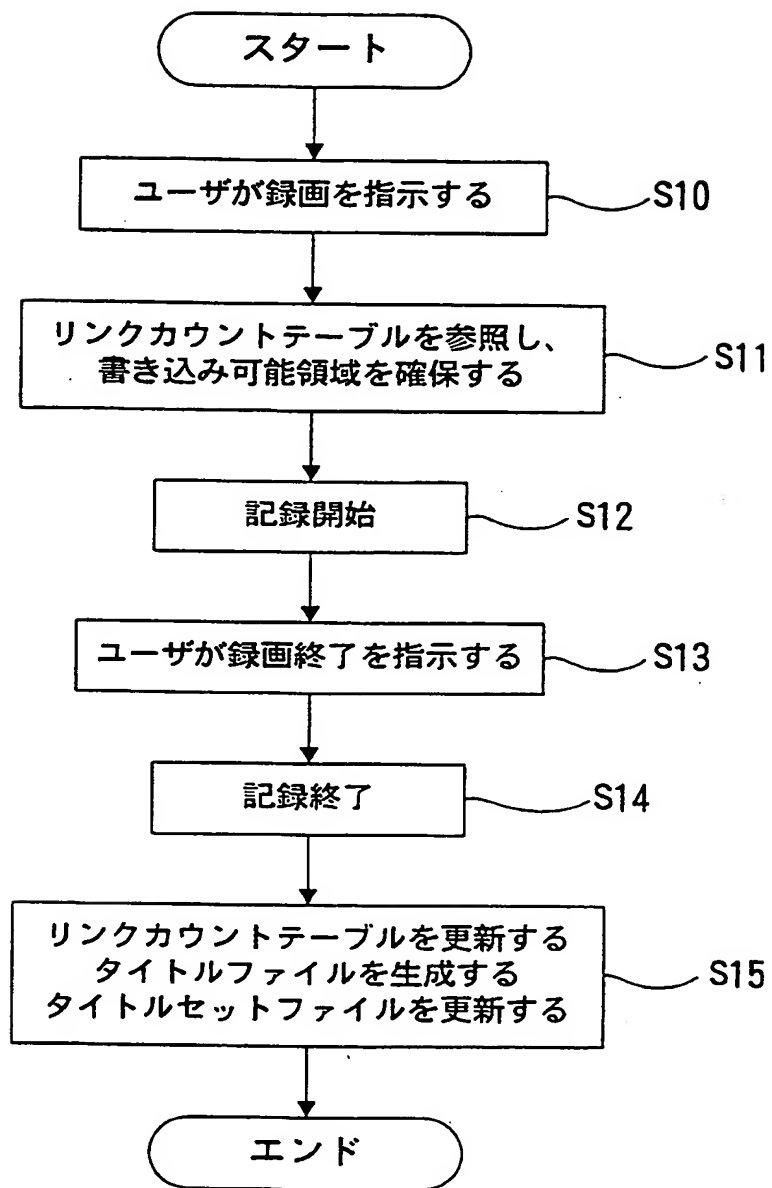 スタート
ユーザが録画を指示する
S10
リンクカウントテーブルを参照し、
書き込み可能領域を確保する
S11
記録開始
S12
ユーザが録画終了を指示する
S13
記録終了
S14
リンクカウントテーブルを更新する
タイトルファイルを生成する
タイトルセットファイルを更新する
S15
エンド